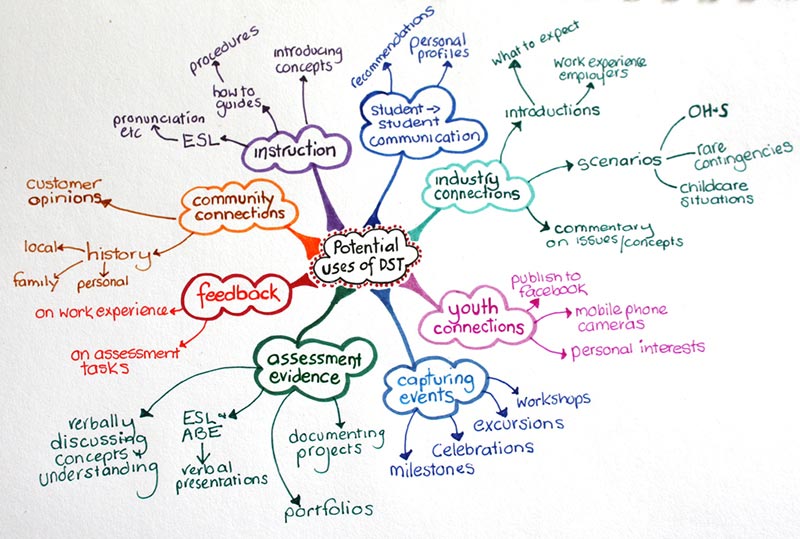 Potential
uses of DST
instruction
procedures
how to
guides
introducing
concepts
ESL
pronunciation
etc
student →
student
communication
recommendations
personal
profiles
industry
connections
introductions
what to expect
work experience
employers
scenarios
OH+S
rare
contingencies
childcare
situations
commentary
on issues/concepts
youth
connections
publish to
facebook
mobile phone
cameras
personal interests
capturing
events
workshops
excursions
Celebrations
milestones
assessment
evidence
documenting
projects
portfolios
ESL +
ABE
verbal
presentations
verbally
discussing
concepts +
understanding
feedback
on work experience
on assessment
tasks
community
connections
customer
opinions
history
local
family
personal